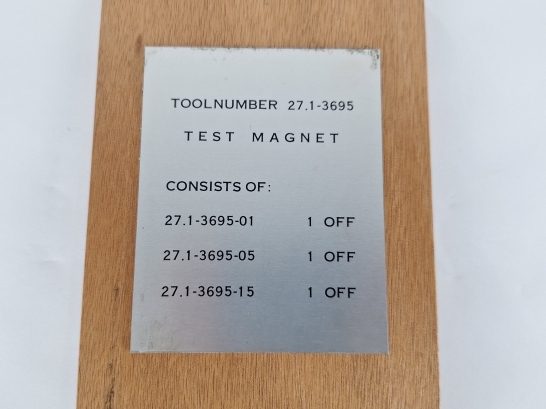 TOOLNUMBER 27.1-3695
TEST MAGNET
CONSISTS OF:
27.1-3695-01 1 OFF
27.1-3695-05 1 OFF
27.1-3695-15 1 OFF